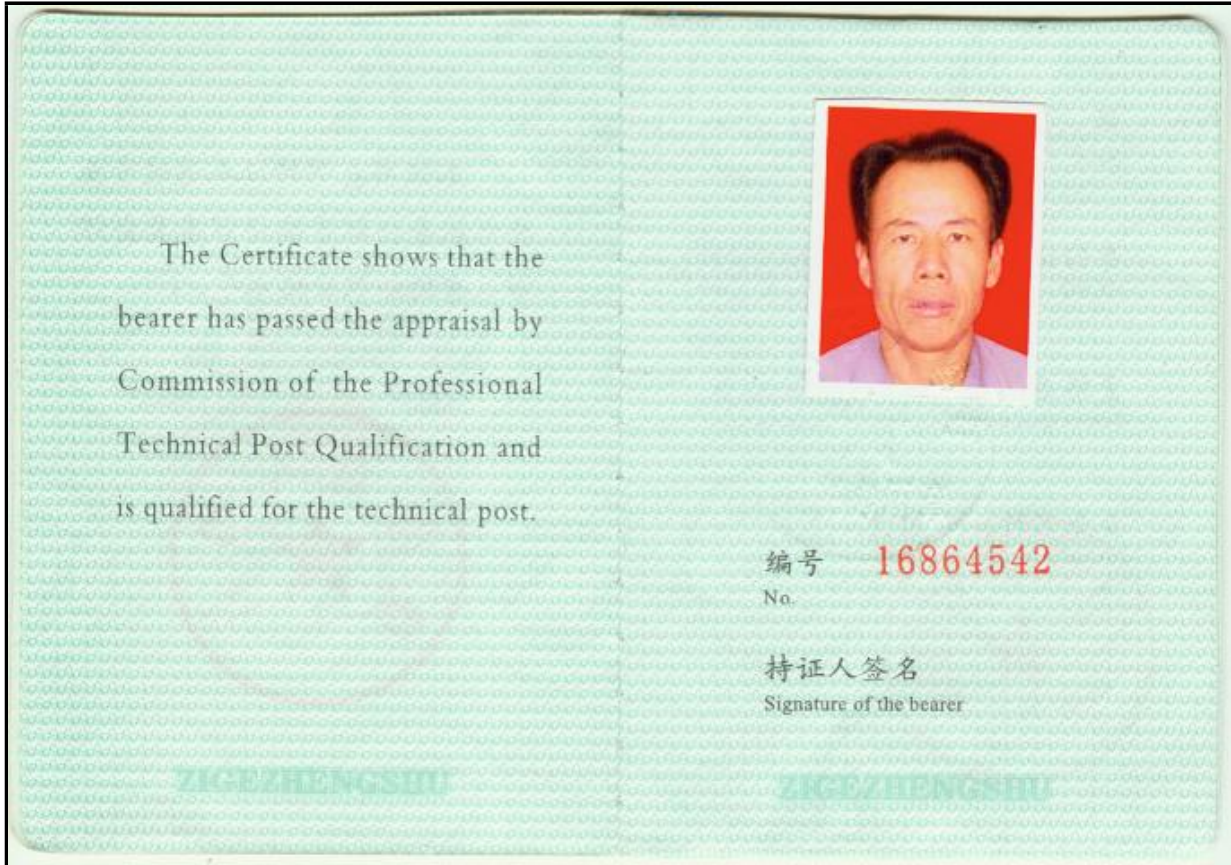 The Certificate shows that the
bearer has passed the appraisal by
Commission of the Professional
Technical Post Qualification and
is qualified for the technical post.
ZIGEZHENGSHU
编号 16864542
No.
持证人签名
Signature of the bearer
ZIGEZHENGSHU